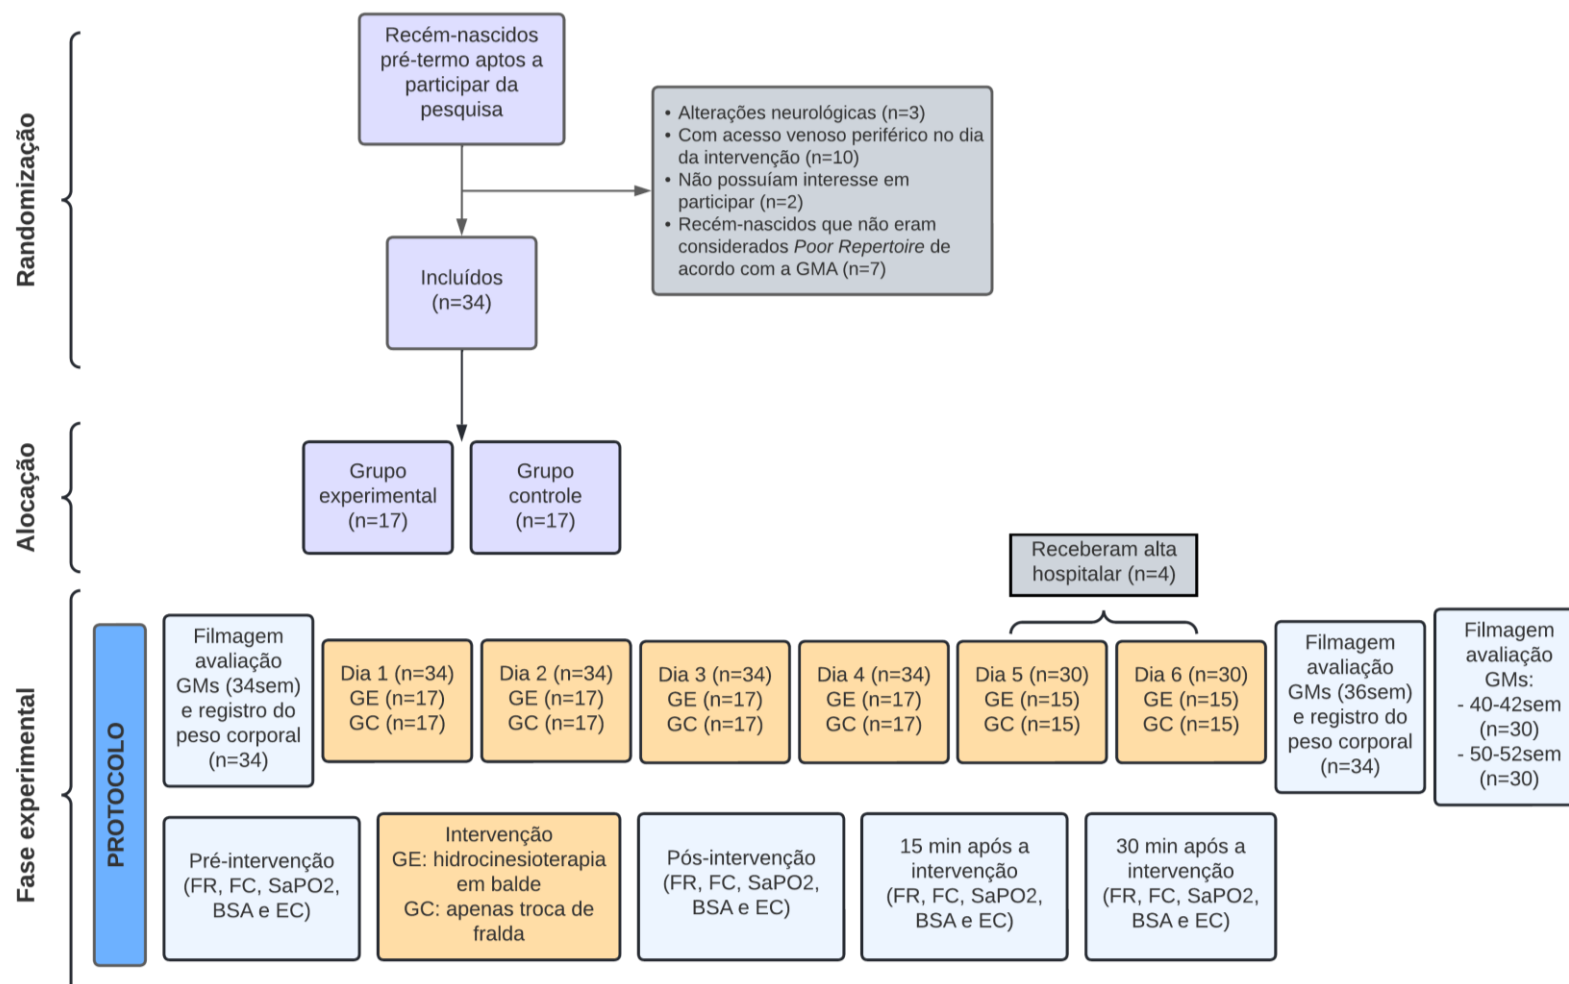 Randomização
Recém-nascidos
pré-termo aptos a
participar da
pesquisa
• Alterações neurológicas (n=3)
• Com acesso venoso periférico no dia
da intervenção (n=10)
• Não possuíam interesse em
participar (n=2)
• Recém-nascidos que não eram
considerados Poor Repertoire de
acordo com a GMA (n=7)
Incluídos
(n=34)
Alocação
Grupo
experimental
(n=17)
Grupo
controle
(n=17)
Fase experimental
PROTOCOLO
Receberam alta
hospitalar (n=4)
Filmagem
avaliação
GMs (34sem)
e registro do
peso corporal
(n=34)
Dia 1 (n=34)
GE (n=17)
GC (n=17)
Dia 2 (n=34)
GE (n=17)
GC (n=17)
Dia 3 (n=34)
GE (n=17)
GC (n=17)
Dia 4 (n=34)
GE (n=17)
GC (n=17)
Dia 5 (n=30)
GE (n=15)
GC (n=15)
Dia 6 (n=30)
GE (n=15)
GC (n=15)
Filmagem
avaliação
GMs (36sem)
e registro do
peso corporal
(n=34)
Filmagem
avaliação
GMs:
- 40-42sem
(n=30)
- 50-52sem
(n=30)
Pré-intervenção
(FR, FC, SaPO2,
BSA e EC)
Intervenção
GE: hidrocinesioterapia
em balde
GC: apenas troca de
fralda
Pós-intervenção
(FR, FC, SaPO2,
BSA e EC)
15 min após a
intervenção
(FR, FC, SaPO2,
BSA e EC)
30 min após a
intervenção
(FR, FC, SaPO2,
BSA e EC)